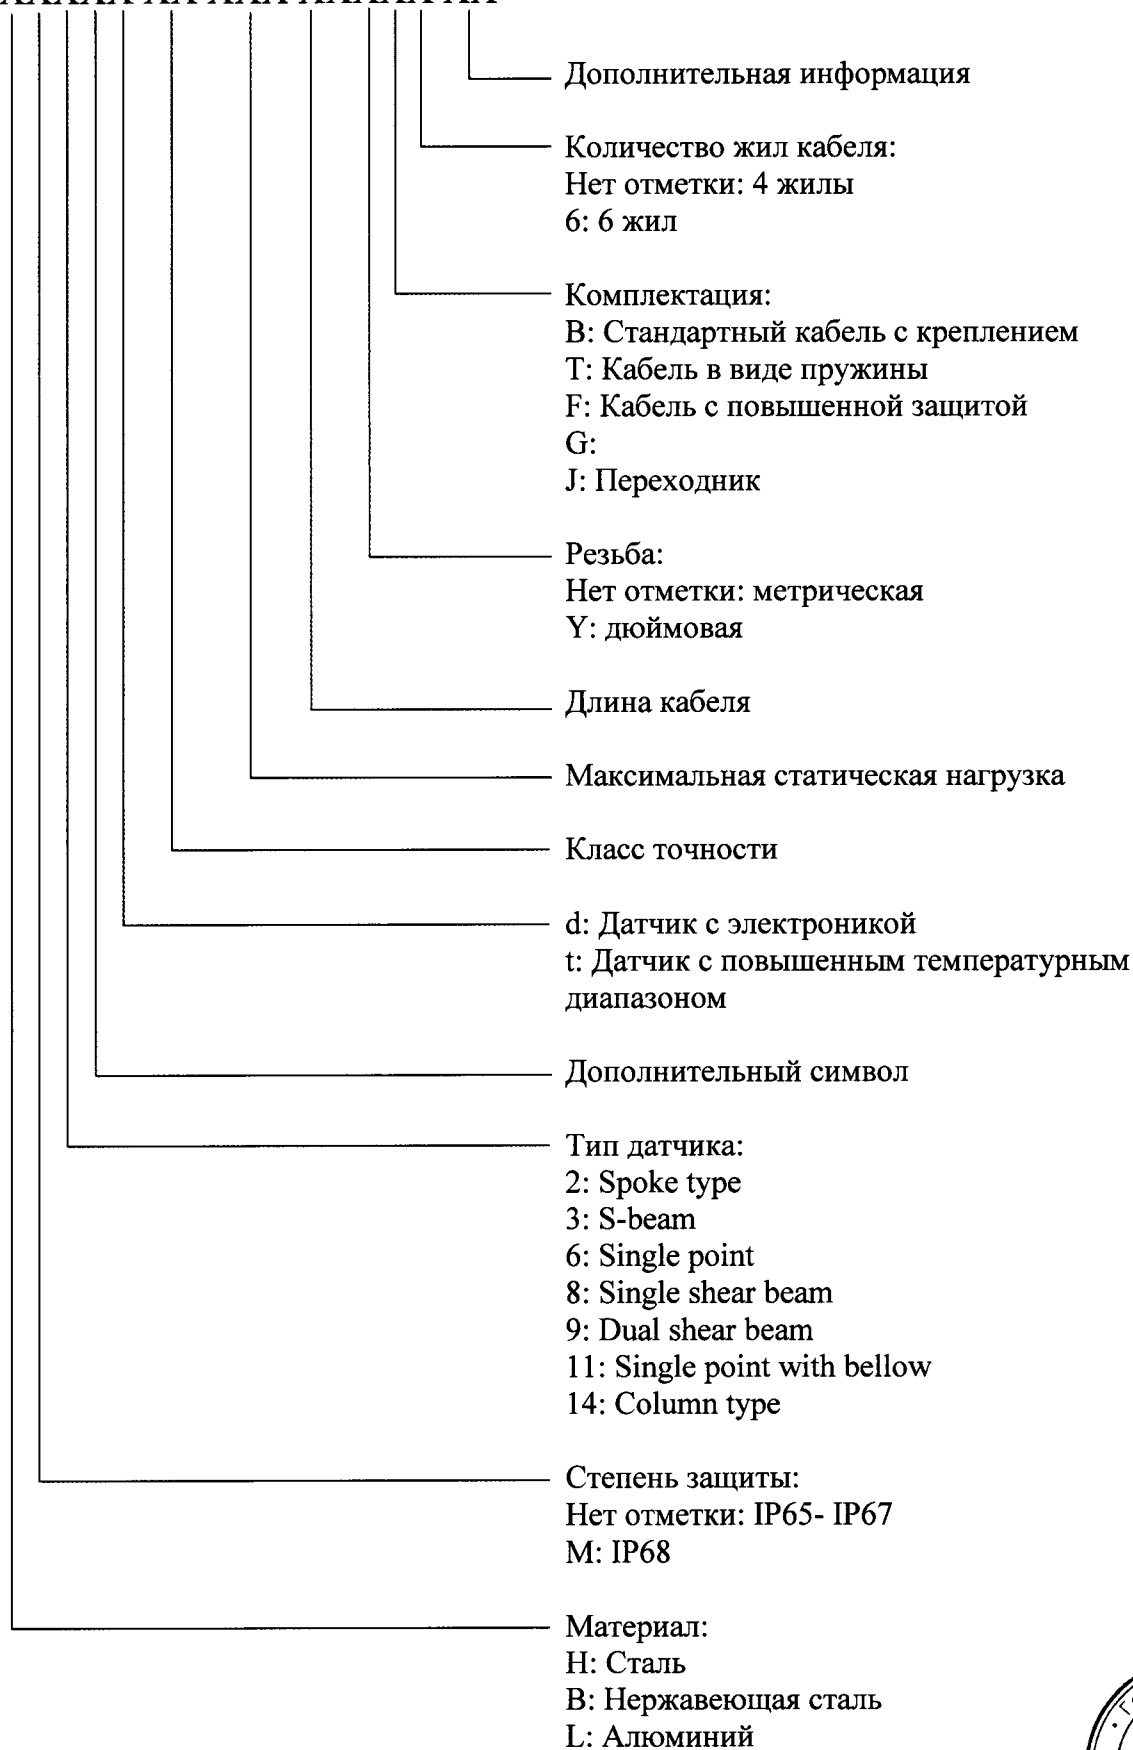 Дополнительная информация
Количество жил кабеля:
Нет отметки: 4 жилы
6: 6 жил
Комплектация:
B: Стандартный кабель с креплением
T: Кабель в виде пружины
F: Кабель с повышенной защитой
G:
J: Переходник
Резьба:
Нет отметки: метрическая
Y: дюймовая
Длина кабеля
Максимальная статическая нагрузка
Класс точности
d: Датчик с электроникой
t: Датчик с повышенным температурным
диапазоном
Дополнительный символ
Тип датчика:
2: Spoke type
3: S-beam
6: Single point
8: Single shear beam
9: Dual shear beam
11: Single point with bellow
14: Column type
Степень защиты:
Нет отметки: IP65- IP67
M: IP68
Материал:
H: Сталь
B: Нержавеющая сталь
L: Алюминий